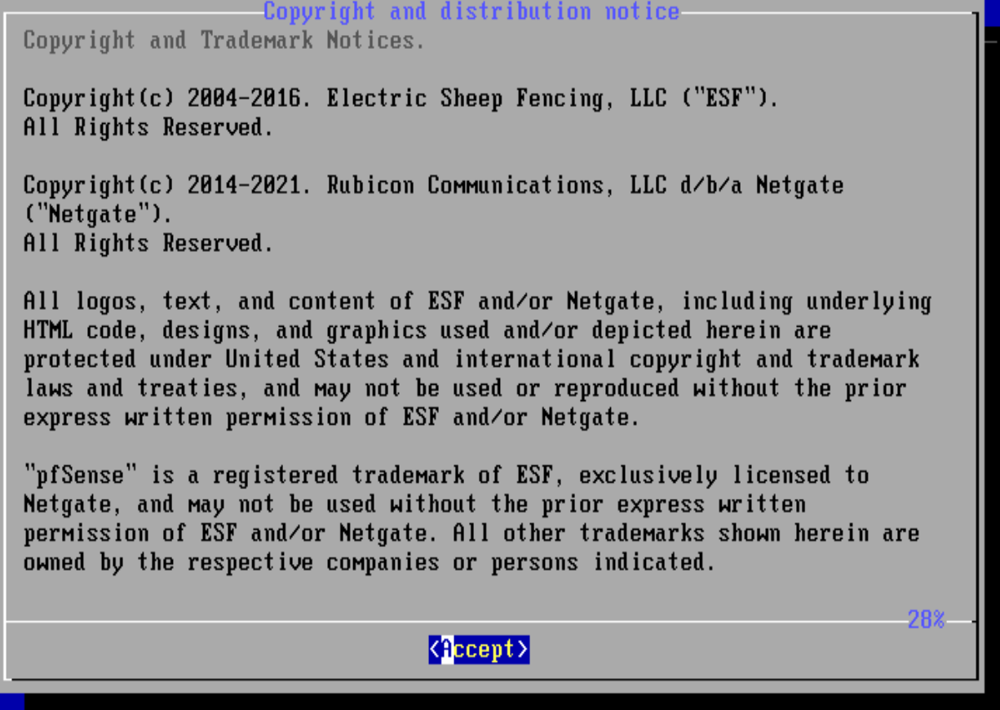 Copyright and distribution notice
Copyright and Trademark Notices.
Copyright(c) 2004-2016. Electric Sheep Fencing, LLC ("ESF").
All Rights Reserved.
Copyright(c) 2014-2021. Rubicon Communications, LLC d/b/a Netgate
("Netgate").
All Rights Reserved.
All logos, text, and content of ESF and/or Netgate, including underlying
HTML code, designs, and graphics used and/or depicted herein are
protected under United States and international copyright and trademark
laws and treaties, and may not be used or reproduced without the prior
express written permission of ESF and/or Netgate.
"pfSense" is a registered trademark of ESF, exclusively licensed to
Netgate, and may not be used without the prior express written
permission of ESF and/or Netgate. All other trademarks shown herein are
owned by the respective companies or persons indicated.
28%
<Accept>